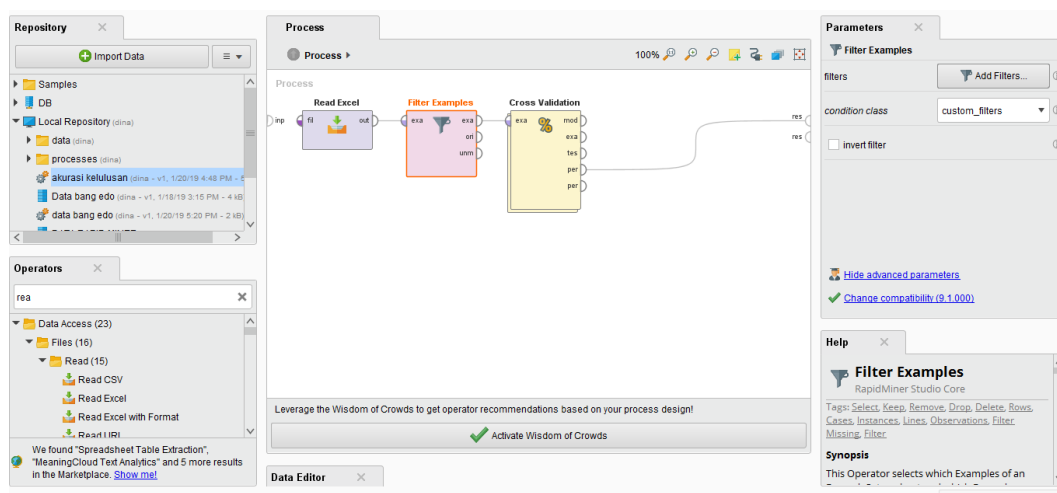 Repository
Import Data
Samples
DB
Local Repository (dina)
data (dina)
processes (dina)
akurasi kelulusan (dina - v1, 1/20/19 4:48 PM - 5
Data bang edo (dina - v1, 1/18/19 3:15 PM - 4 kB)
data bang edo (dina - v1, 1/20/19 5:20 PM - 2 kB)
Operators
rea
Data Access (23)
Files (16)
Read (15)
Read CSV
Read Excel
Read Excel with Format
Read URL
We found "Spreadsheet Table Extraction",
"MeaningCloud Text Analytics" and 5 more results
in the Marketplace. Show me!
Process
Process
100%
Process
Read Excel
Filter Examples
Cross Validation
inp
fil
out
exa
exa
ori
unm
exa
mod
exa
tes
per
per
res
res
Leverage the Wisdom of Crowds to get operator recommendations based on your process design!
Activate Wisdom of Crowds
Data Editor
Parameters
Filter Examples
filters
Add Filters...
condition class
custom_filters
invert filter
Hide advanced parameters
Change compatibility (9.1.000)
Help
Filter Examples
RapidMiner Studio Core
Tags: Select, Keep, Remove, Drop, Delete, Rows,
Cases, Instances, Lines, Observations, Filter
Missing, Filter
Synopsis
This Operator selects which Examples of an